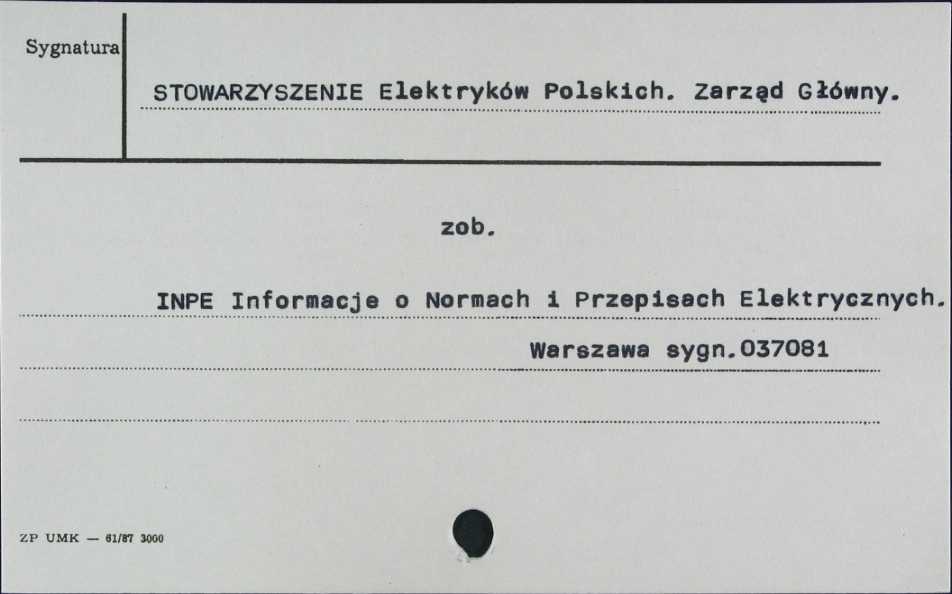 Sygnatura
STOWARZYSZENIE Elektryków Polskich. Zarząd Główny.
zob.
INPE Informacje o Normach i Przepisach Elektrycznych.
Warszawa sygn.037081
ZP UMK — 61/87 3000